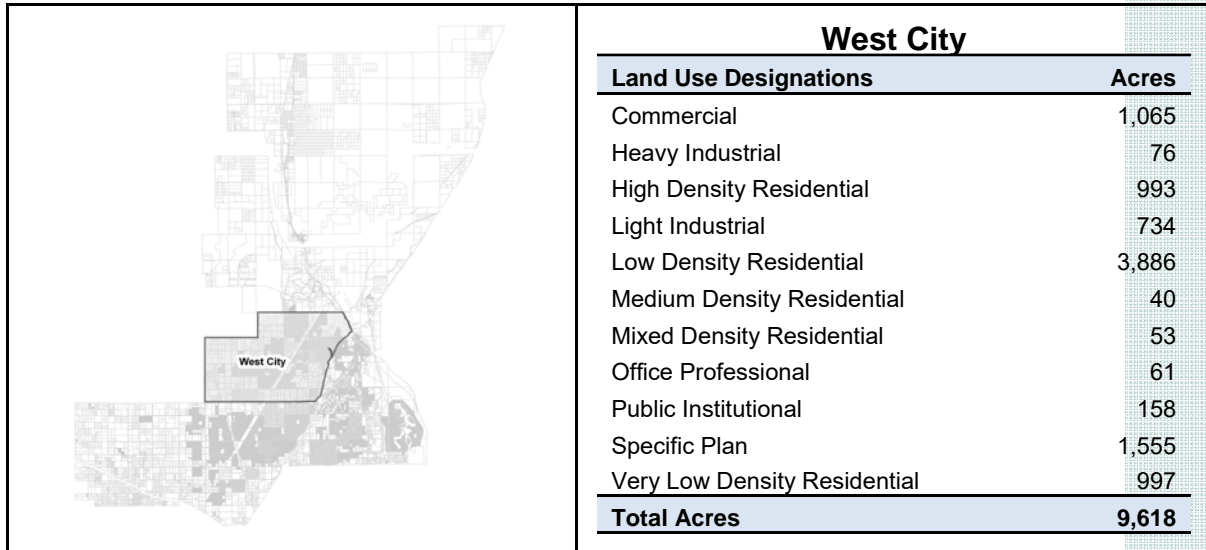 West City
West City
Land Use Designations Acres
Commercial 1,065
Heavy Industrial 76
High Density Residential 993
Light Industrial 734
Low Density Residential 3,886
Medium Density Residential 40
Mixed Density Residential 53
Office Professional 61
Public Institutional 158
Specific Plan 1,555
Very Low Density Residential 997
Total Acres 9,618